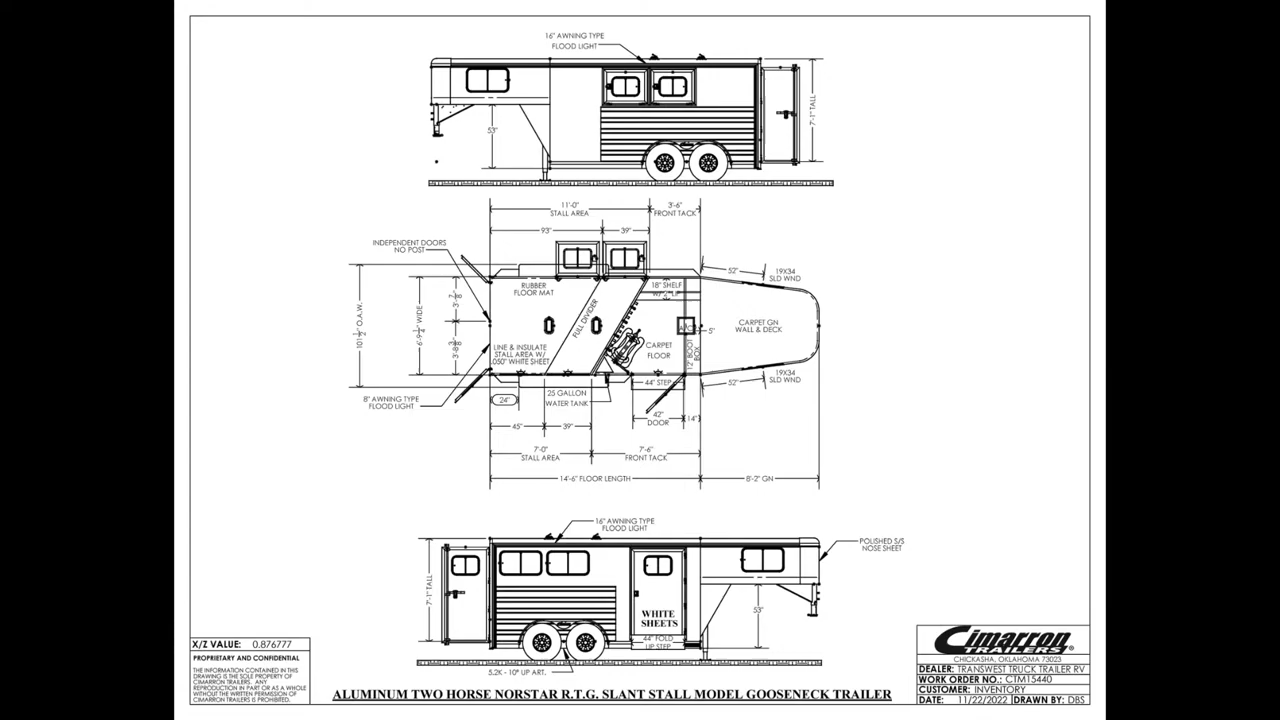 16" AWNING TYPE
FLOOD LIGHT
53"
7'-1" TALL
11'-0"
STALL AREA
3'-6"
FRONT TACK
93"
39"
INDEPENDENT DOORS
NO POST
52"
19X34
SLD WND
RUBBER
FLOOR MAT
18" SHELF
W/ 2" LIP
FULL DIVIDER
101 1/2" O.A.W.
6'-9 1/4" WIDE
A/C
5"
CARPET GN
WALL & DECK
LINE & INSULATE
STALL AREA W/
.050" WHITE SHEET
CARPET
FLOOR
12" BOOT
BOX
52"
19X34
SLD WND
8" AWNING TYPE
FLOOD LIGHT
24"
25 GALLON
WATER TANK
44" STEP
42"
DOOR
14"
45"
39"
7'-0"
STALL AREA
7'-6"
FRONT TACK
14'-6" FLOOR LENGTH
8'-2" GN
16" AWNING TYPE
FLOOD LIGHT
POLISHED S/S
NOSE SHEET
7'-1" TALL
53"
WHITE
SHEETS
44" FOLD
UP STEP
5.2K - 10° UP ART.
X/Z VALUE: 0.876777
PROPRIETARY AND CONFIDENTIAL
THE INFORMATION CONTAINED IN THIS
DRAWING IS THE SOLE PROPERTY OF
CIMARRON TRAILERS. ANY
REPRODUCTION IN PART OR AS A WHOLE
WITHOUT THE WRITTEN PERMISSION OF
CIMARRON TRAILERS IS PROHIBITED.
ALUMINUM TWO HORSE NORSTAR R.T.G. SLANT STALL MODEL GOOSENECK TRAILER
Cimarron
TRAILERS®
CHICKASHA, OKLAHOMA 73023
DEALER: TRANSWEST TRUCK TRAILER RV
WORK ORDER NO.: CTM15440
CUSTOMER: INVENTORY
DATE: 11/22/2022 DRAWN BY: DBS